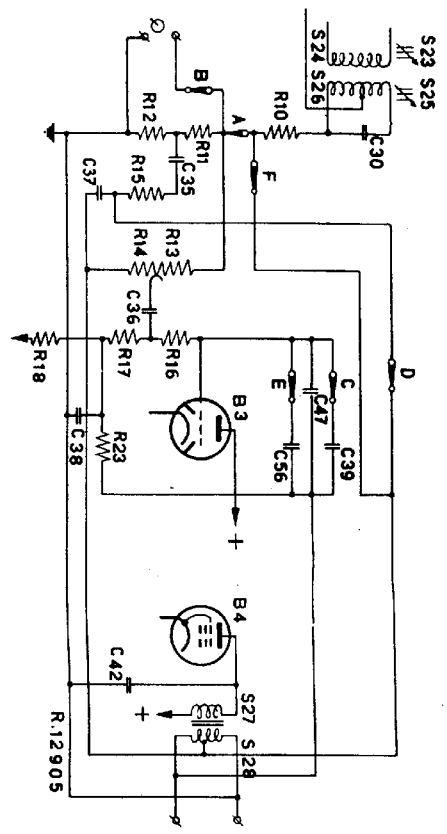 S23
S24
S25
S26
C30
R10
A
F
B
R11
R12
C35
R15
C37
R13
R14
C36
R16
R17
R18
D
C
C39
C47
E
C56
B3
R23
C38
+
B4
C42
S27
S28
+
R.12905